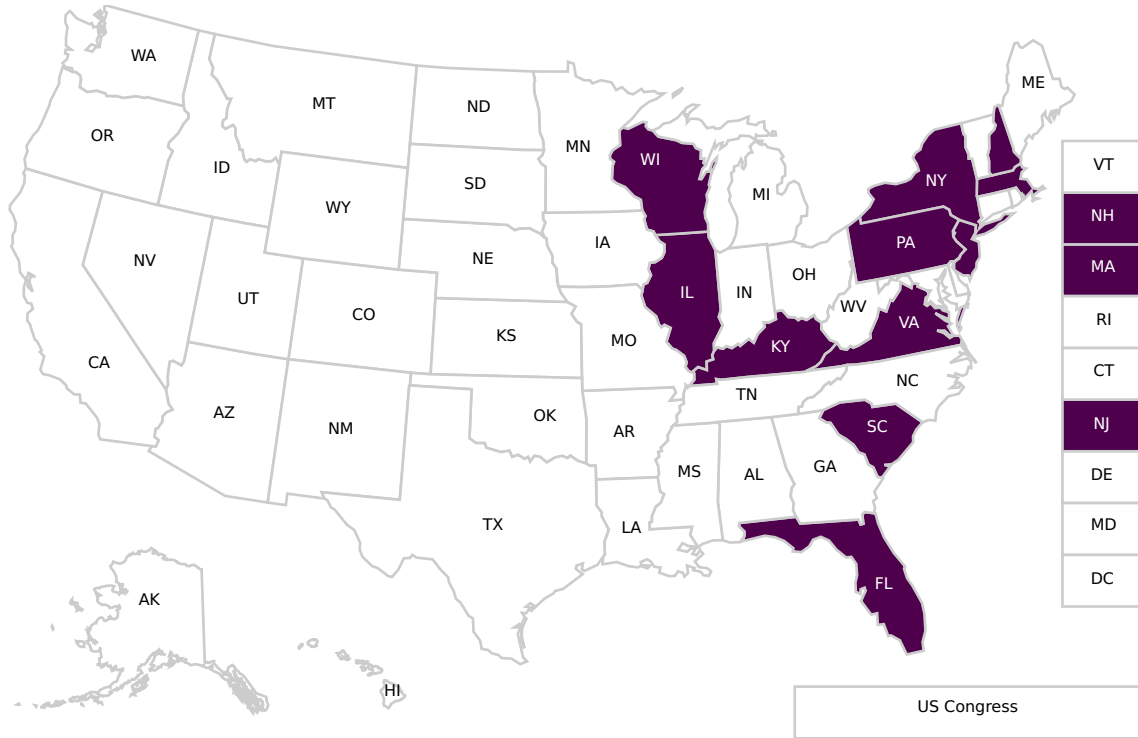 WA
OR
CA
ID
NV
MT
WY
UT
AZ
CO
NM
ND
SD
NE
KS
OK
TX
MN
IA
MO
AR
LA
WI
IL
MI
IN
OH
KY
TN
MS
AL
GA
FL
SC
NC
VA
WV
PA
NY
ME
VT
NH
MA
RI
CT
NJ
DE
MD
DC
AK
HI
US Congress